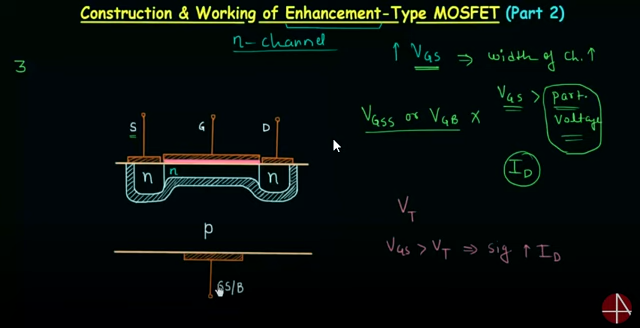 Construction & Working of Enhancement-Type MOSFET (Part 2)
n-channel
↑ VGS ⇒ width of ch. ↑
3
VGS > part. voltage
VGSS or VGB ×
S G D
n n n
ID
p
VT
VGS > VT ⇒ sig ↑ ID
SS/B